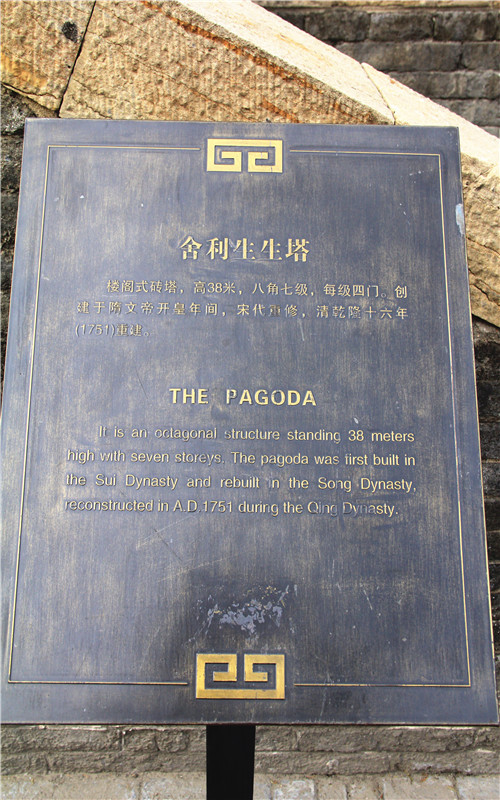 舍利生生塔
楼阁式砖塔，高38米，八角七级，每级四门。创
建于隋文帝开皇年间，宋代重修，清乾隆十六年
(1751)重建。
THE PAGODA
It is an octagonal structure standing 38 meters
high with seven storeys. The pagoda was first built in
the Sui Dynasty and rebuilt in the Song Dynasty,
reconstructed in A.D.1751 during the Qing Dynasty.